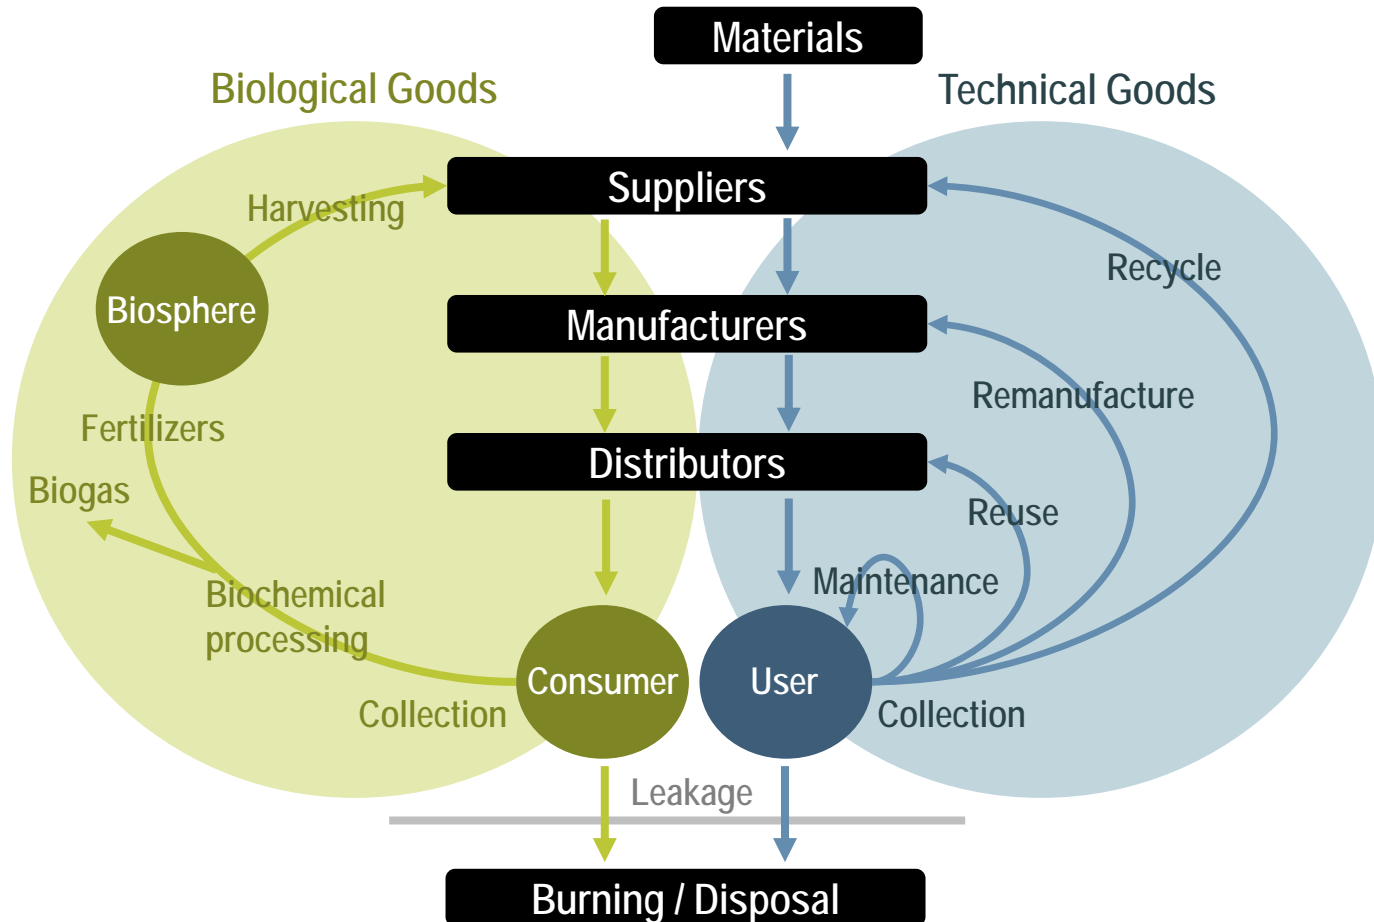 Materials
Biological Goods
Technical Goods
Suppliers
Harvesting
Recycle
Biosphere
Manufacturers
Remanufacture
Fertilizers
Distributors
Biogas
Reuse
Maintenance
Biochemical
processing
Consumer
User
Collection
Collection
Leakage
Burning / Disposal